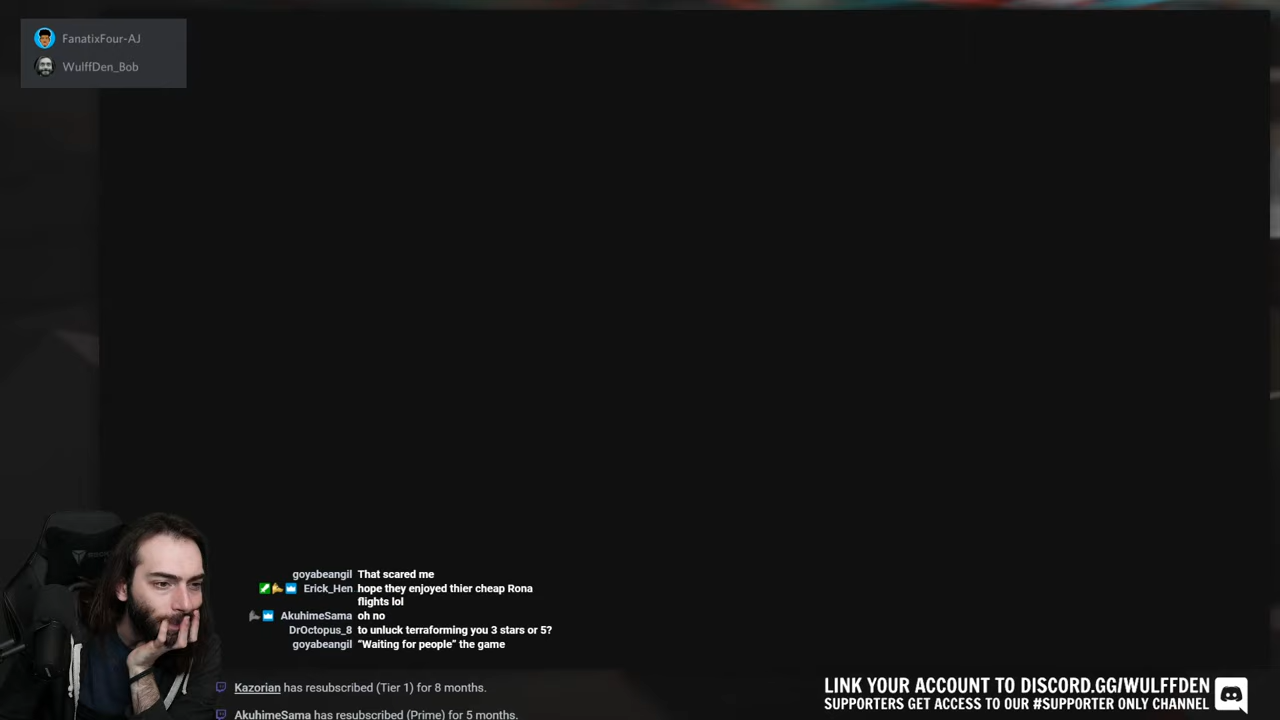 FanatixFour-AJ
WulffDen_Bob
goyabeangil That scared me
Erick_Hen hope they enjoyed thier cheap Rona
flights lol
AkuhimeSama oh no
DrOctopus_8 to unluck terraforming you 3 stars or 5?
goyabeangil "Waiting for people" the game
Kazorian has resubscribed (Tier 1) for 8 months.
AkuhimeSama has resubscribed (Prime) for 5 months.
LINK YOUR ACCOUNT TO DISCORD.GG/WULFFDEN
SUPPORTERS GET ACCESS TO OUR #SUPPORTER ONLY CHANNEL